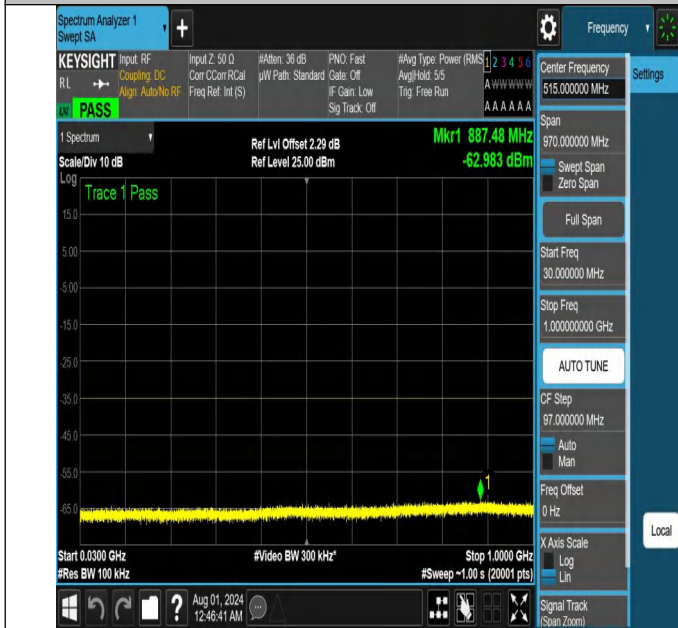 Spectrum Analyzer 1
Swept SA
+
Frequency
KEYSIGHT
RL
PASS
Input: RF
Coupling: DC
Align: Auto/No RF
Input Z: 50 Ω
Corr CCorr RCal
Freq Ref: Int (S)
#Atten: 36 dB
µW Path: Standard
PNO: Fast
Gate: Off
IF Gain: Low
Sig Track: Off
#Avg Type: Power (RMS
Avg|Hold: 5/5
Trig: Free Run
1 2 3 4 5 6
A W W W W W
A A A A A A
1 Spectrum
Scale/Div 10 dB
Ref Lvl Offset 2.29 dB
Ref Level 25.00 dBm
Mkr1 887.48 MHz
-62.983 dBm
Log
Trace 1 Pass
15.0
5.00
-5.00
-15.0
-25.0
-35.0
-45.0
-55.0
-65.0
1
Start 0.0300 GHz
#Res BW 100 kHz
#Video BW 300 kHz*
Stop 1.0000 GHz
#Sweep ~1.00 s (20001 pts)
?
Aug 01, 2024
12:46:41 AM
Center Frequency
515.000000 MHz
Span
970.000000 MHz
Swept Span
Zero Span
Full Span
Start Freq
30.000000 MHz
Stop Freq
1.000000000 GHz
AUTO TUNE
CF Step
97.000000 MHz
Auto
Man
Freq Offset
0 Hz
X Axis Scale
Log
Lin
Signal Track
(Span Zoom)
Settings
Local